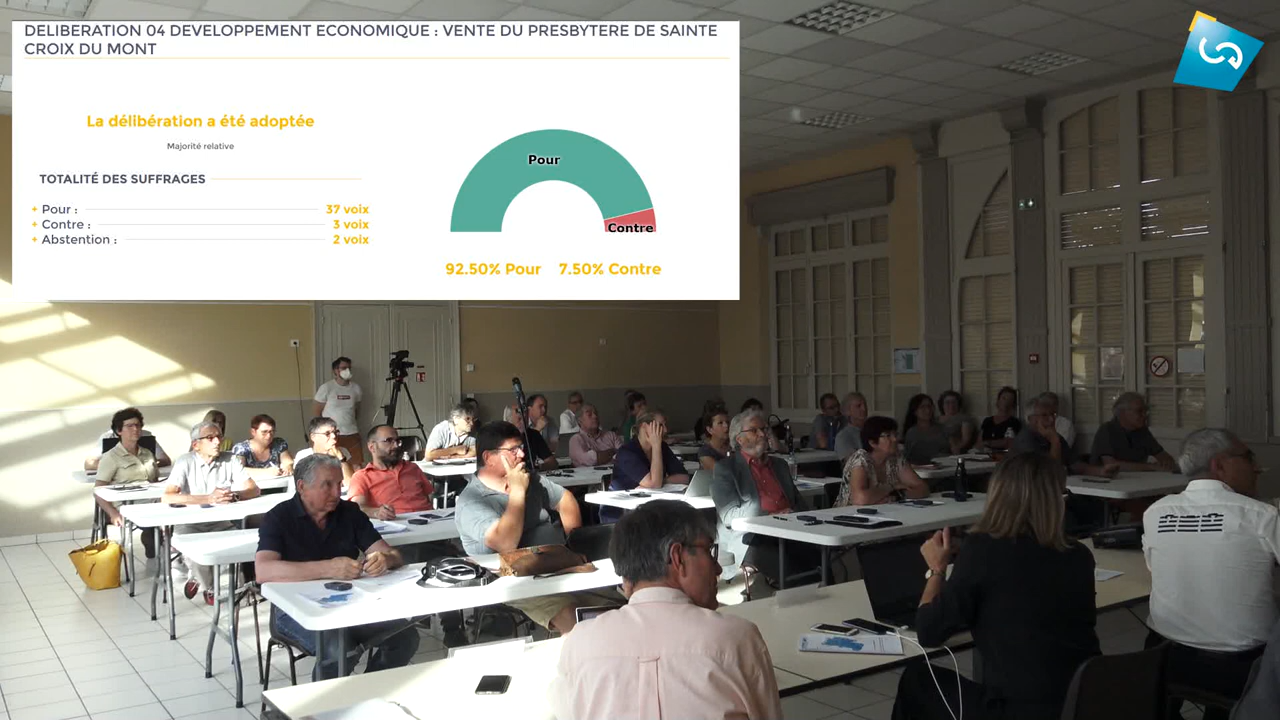 DELIBERATION 04 DEVELOPPEMENT ECONOMIQUE : VENTE DU PRESBYTERE DE SAINTE
CROIX DU MONT
La délibération a été adoptée
Majorité relative
TOTALITÉ DES SUFFRAGES
+ Pour : 37 voix
+ Contre : 3 voix
+ Abstention : 2 voix
Pour
Contre
92.50% Pour 7.50% Contre